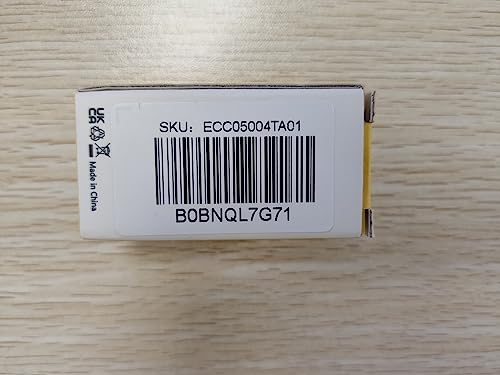 SKU: ECC05004TA01
B0BNQL7G71
UK
CA
Made in China